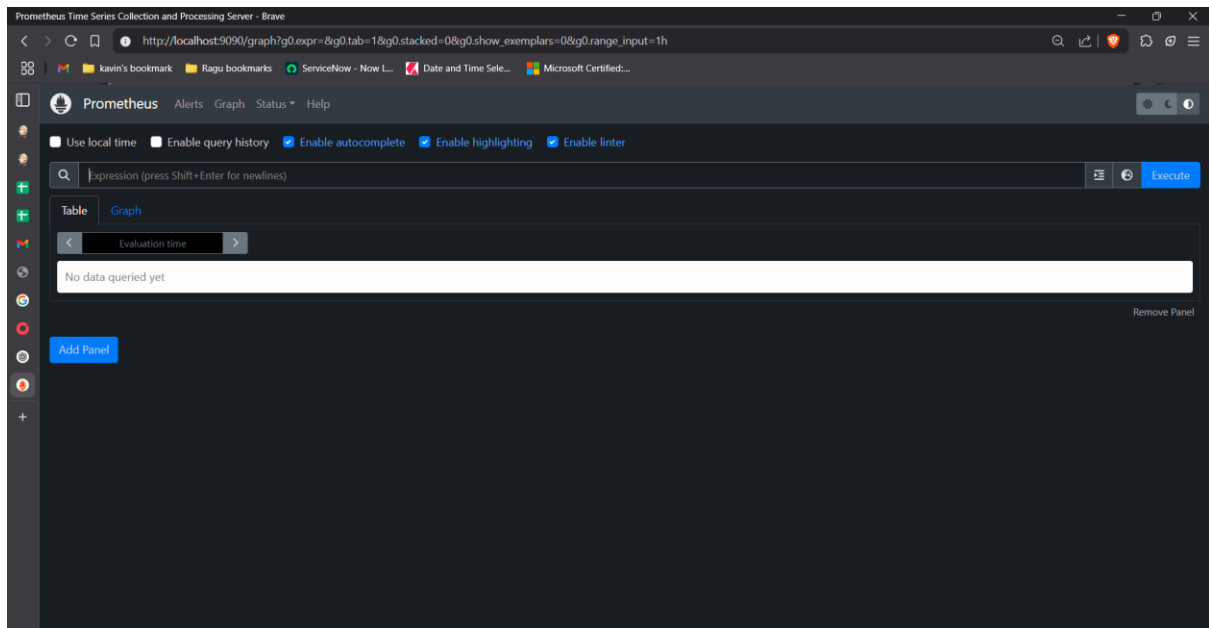 Prometheus Time Series Collection and Processing Server - Brave
http://localhost:9090/graph?g0.expr=&g0.tab=1&g0.stacked=0&g0.show_exemplars=0&g0.range_input=1h
kavin's bookmark Ragu bookmarks ServiceNow - Now L... Date and Time Sele... Microsoft Certified:...
Prometheus Alerts Graph Status Help
Use local time Enable query history Enable autocomplete Enable highlighting Enable linter
Expression (press Shift+Enter for newlines) Execute
Table Graph
Evaluation time
No data queried yet
Remove Panel
Add Panel